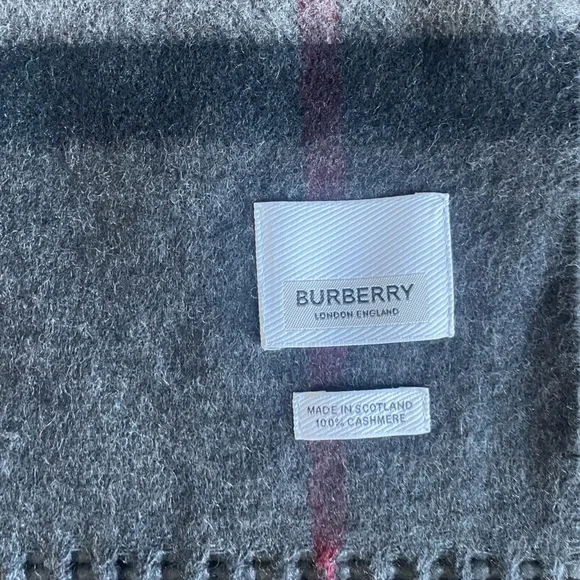 BURBERRY
LONDON ENGLAND
MADE IN SCOTLAND
100% CASHMERE